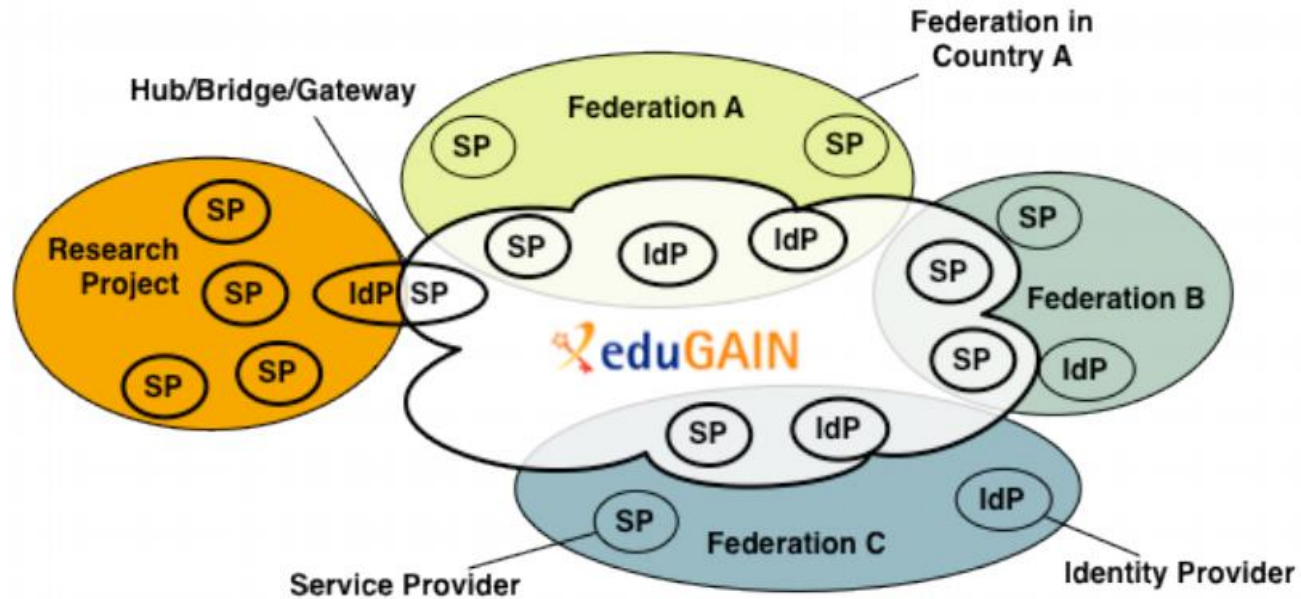 Federation in
Country A
Hub/Bridge/Gateway
Federation A
SP
SP
SP
IdP
IdP
Research
Project
SP
SP
SP
SP
IdP
SP
eduGAIN
SP
SP
SP
Federation B
IdP
SP
IdP
SP
IdP
Federation C
Service Provider
Identity Provider